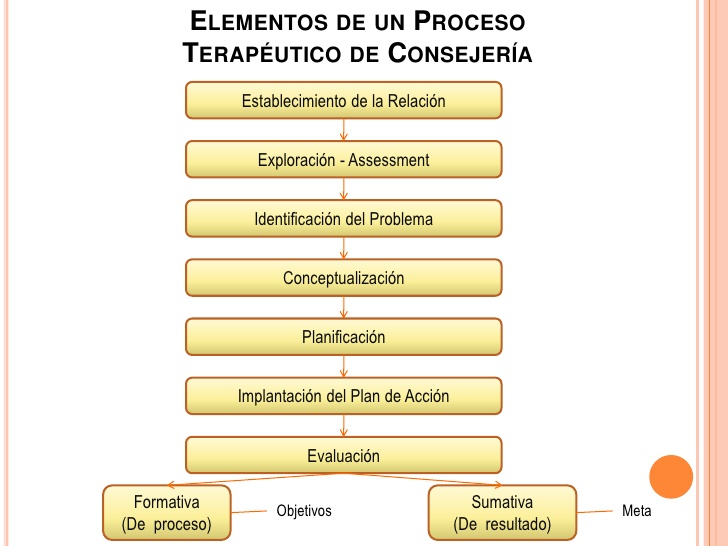 ELEMENTOS DE UN PROCESO
TERAPÉUTICO DE CONSEJERÍA
Establecimiento de la Relación
Exploración - Assessment
Identificación del Problema
Conceptualización
Planificación
Implantación del Plan de Acción
Evaluación
Formativa
(De proceso)
Objetivos
Sumativa
(De resultado)
Meta